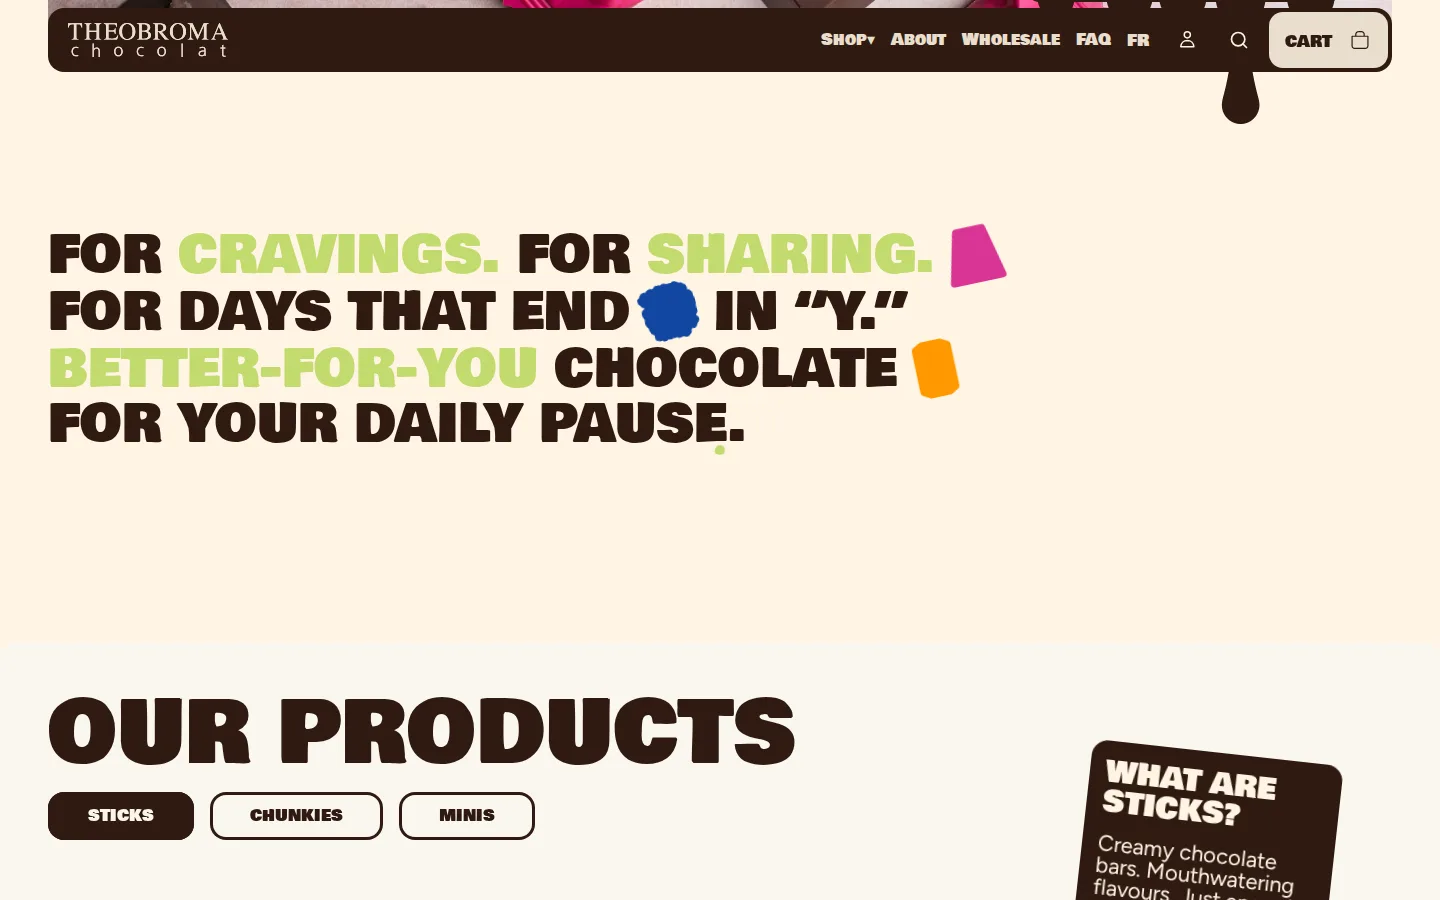 THEOBROMA
chocolat
SHOP▾ ABOUT WHOLESALE FAQ FR CART
FOR CRAVINGS. FOR SHARING.
FOR DAYS THAT END IN “Y.”
BETTER-FOR-YOU CHOCOLATE
FOR YOUR DAILY PAUSE.
OUR PRODUCTS
STICKS CHUNKIES MINIS
WHAT ARE
STICKS?
Creamy chocolate
bars. Mouthwatering
flavours. Just